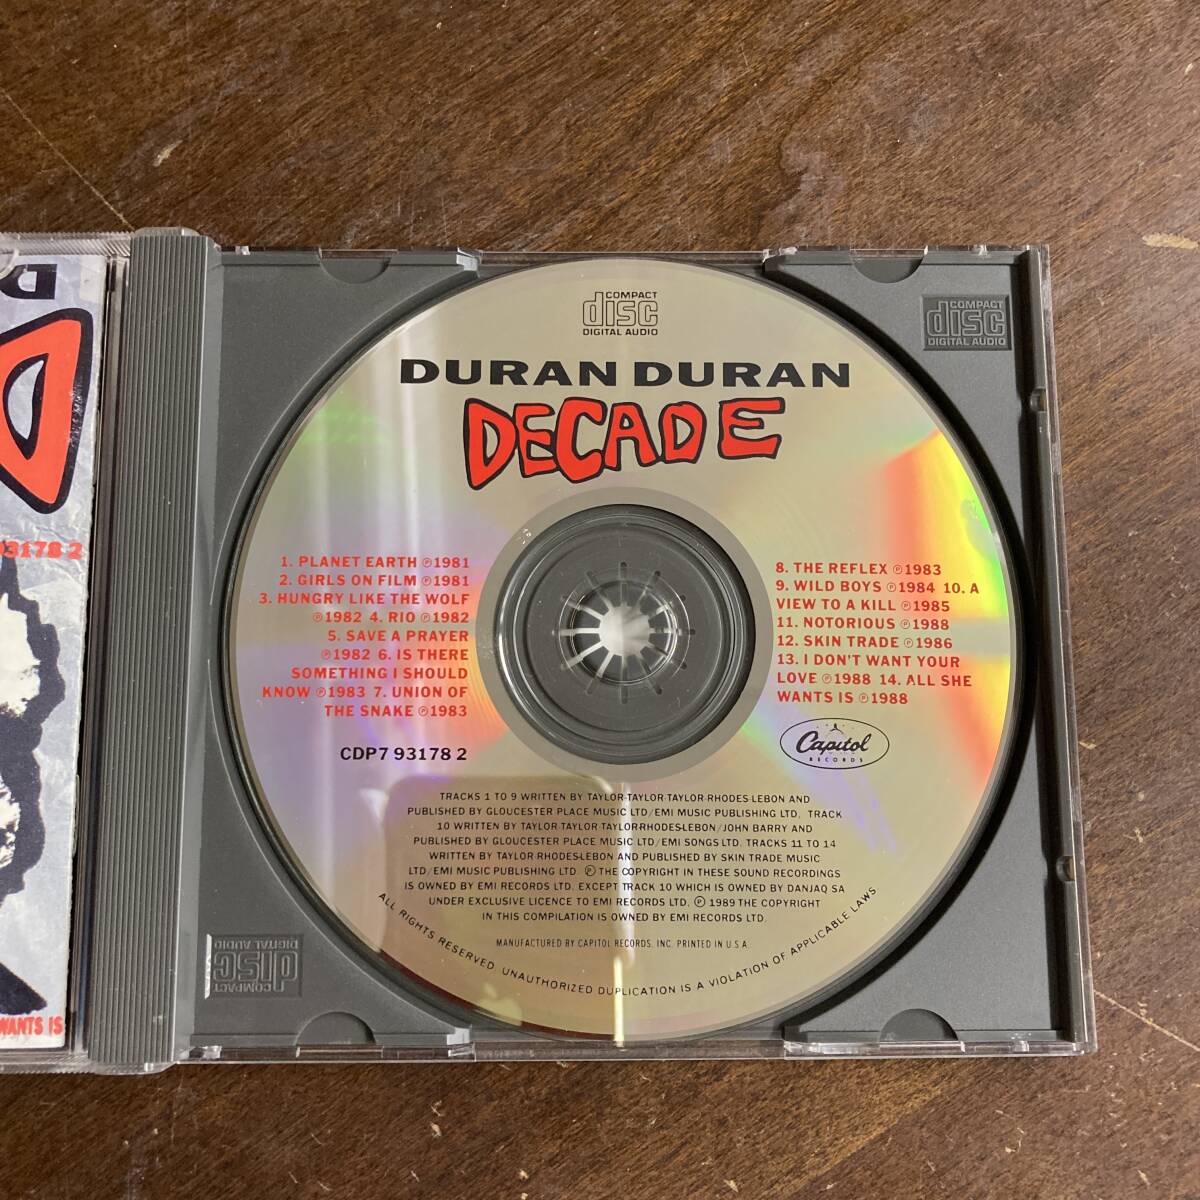 D
93178 2
WANTS IS
COMPACT
disc
DIGITAL AUDIO
DURAN DURAN
DECADE
1. PLANET EARTH ℗1981
2. GIRLS ON FILM ℗1981
3. HUNGRY LIKE THE WOLF
℗1982 4. RIO ℗1982
5. SAVE A PRAYER
℗1982 6. IS THERE
SOMETHING I SHOULD
KNOW ℗1983 7. UNION OF
THE SNAKE ℗1983
8. THE REFLEX ℗1983
9. WILD BOYS ℗1984 10. A
VIEW TO A KILL ℗1985
11. NOTORIOUS ℗1988
12. SKIN TRADE ℗1986
13. I DON'T WANT YOUR
LOVE ℗1988 14. ALL SHE
WANTS IS ℗1988
CDP7 93178 2
Capitol
RECORDS
TRACKS 1 TO 9 WRITTEN BY TAYLOR-TAYLOR-TAYLOR-RHODES-LEBON AND
PUBLISHED BY GLOUCESTER PLACE MUSIC LTD/EMI MUSIC PUBLISHING LTD. TRACK
10 WRITTEN BY TAYLOR-TAYLOR-TAYLOR-RHODES-LEBON/JOHN BARRY AND
PUBLISHED BY GLOUCESTER PLACE MUSIC LTD/EMI SONGS LTD. TRACKS 11 TO 14
WRITTEN BY TAYLOR-RHODES-LEBON AND PUBLISHED BY SKIN TRADE MUSIC
LTD/EMI MUSIC PUBLISHING LTD ℗ THE COPYRIGHT IN THESE SOUND RECORDINGS
IS OWNED BY EMI RECORDS LTD. EXCEPT TRACK 10 WHICH IS OWNED BY DANJAQ SA
UNDER EXCLUSIVE LICENCE TO EMI RECORDS LTD. ℗ 1989 THE COPYRIGHT
IN THIS COMPILATION IS OWNED BY EMI RECORDS LTD.
MANUFACTURED BY CAPITOL RECORDS, INC. PRINTED IN U.S.A.
ALL RIGHTS RESERVED. UNAUTHORIZED DUPLICATION IS A VIOLATION OF APPLICABLE LAWS
COMPACT
disc
DIGITAL AUDIO
COMPACT
disc
DIGITAL AUDIO